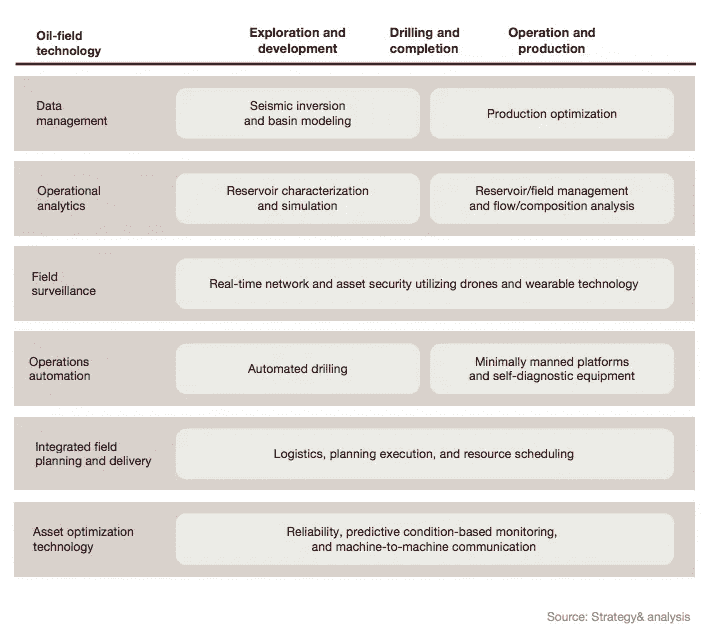 Oil-field
technology
Exploration and
development
Drilling and
completion
Operation and
production
Data
management
Seismic inversion
and basin modeling
Production optimization
Operational
analytics
Reservoir characterization
and simulation
Reservoir/field management
and flow/composition analysis
Field
surveillance
Real-time network and asset security utilizing drones and wearable technology
Operations
automation
Automated drilling
Minimally manned platforms
and self-diagnostic equipment
Integrated field
planning and delivery
Logistics, planning execution, and resource scheduling
Asset optimization
technology
Reliability, predictive condition-based monitoring,
and machine-to-machine communication
Source: Strategy& analysis